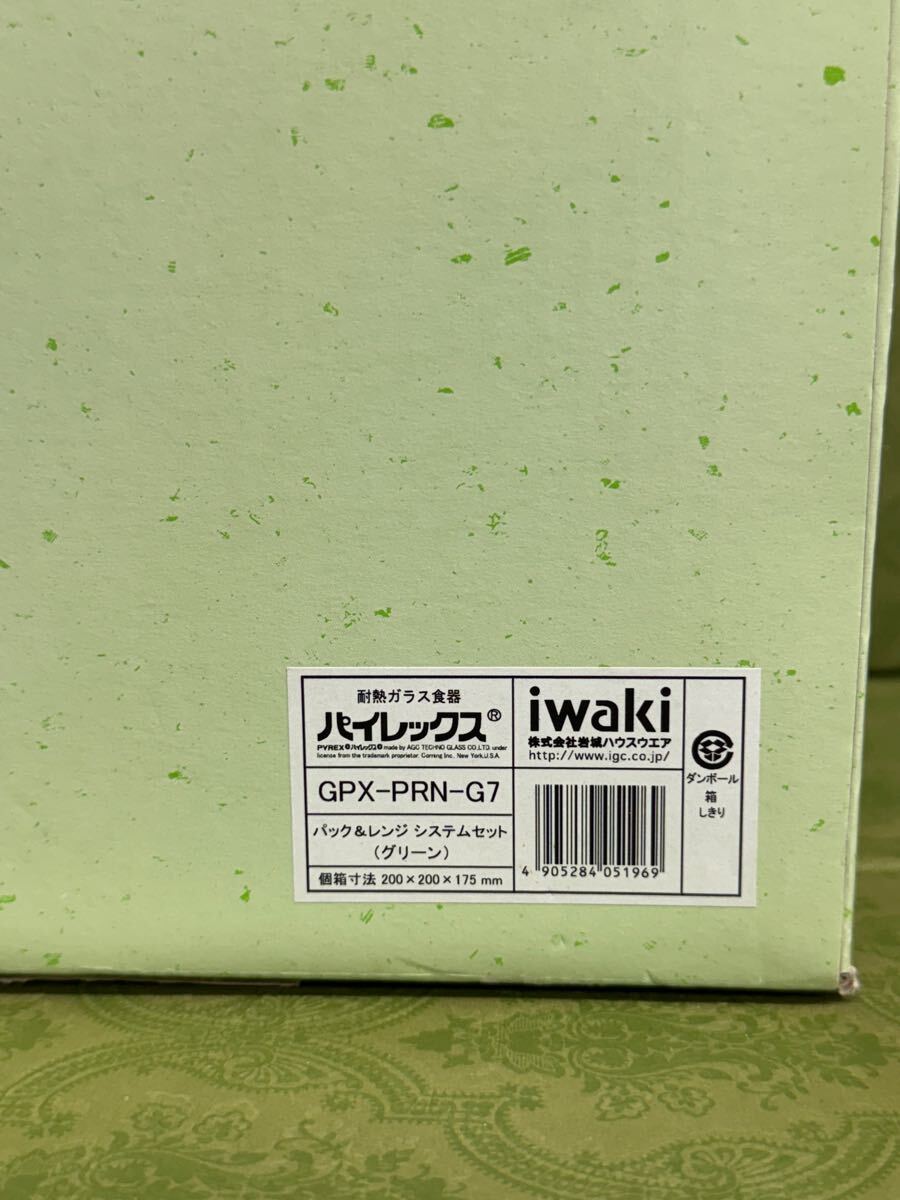 耐熱ガラス食器
パイレックス®
PYREX®パイレックス® made by AGC TECHNO GLASS CO.,LTD. under
license from the trademark proprietor. Corning Inc. New York,U.S.A.
GPX-PRN-G7
パック&レンジ システムセット
(グリーン)
個箱寸法 200×200×175 mm
iwaki
株式会社岩城ハウスウエア
http://www.igc.co.jp/
4 905284 051969
ダンボール
箱
しきり